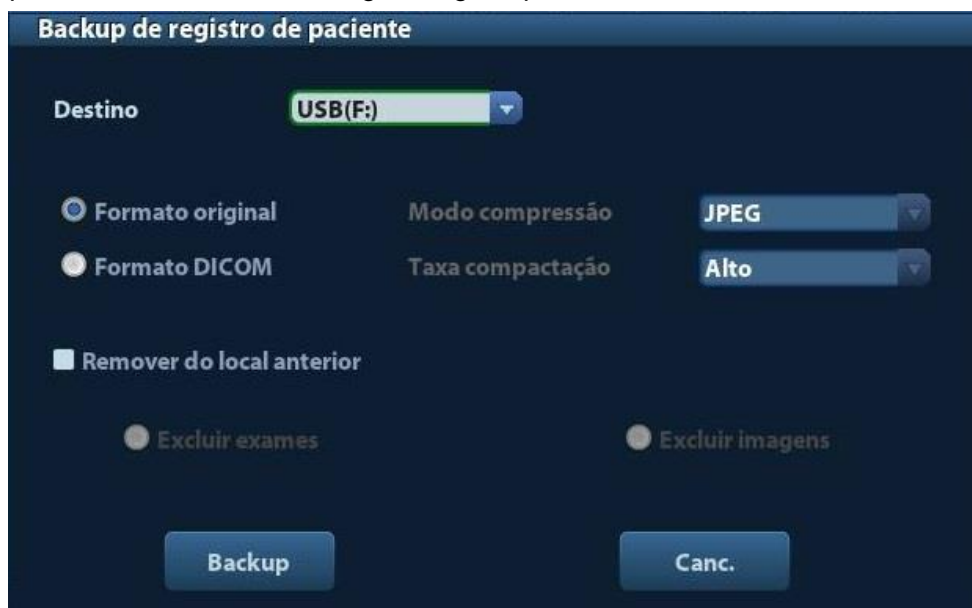 Backup de registro de paciente
Destino USB(F:)
Formato original Modo compressão JPEG
Formato DICOM Taxa compactação Alto
Remover do local anterior
Excluir exames Excluir imagens
Backup Canc.